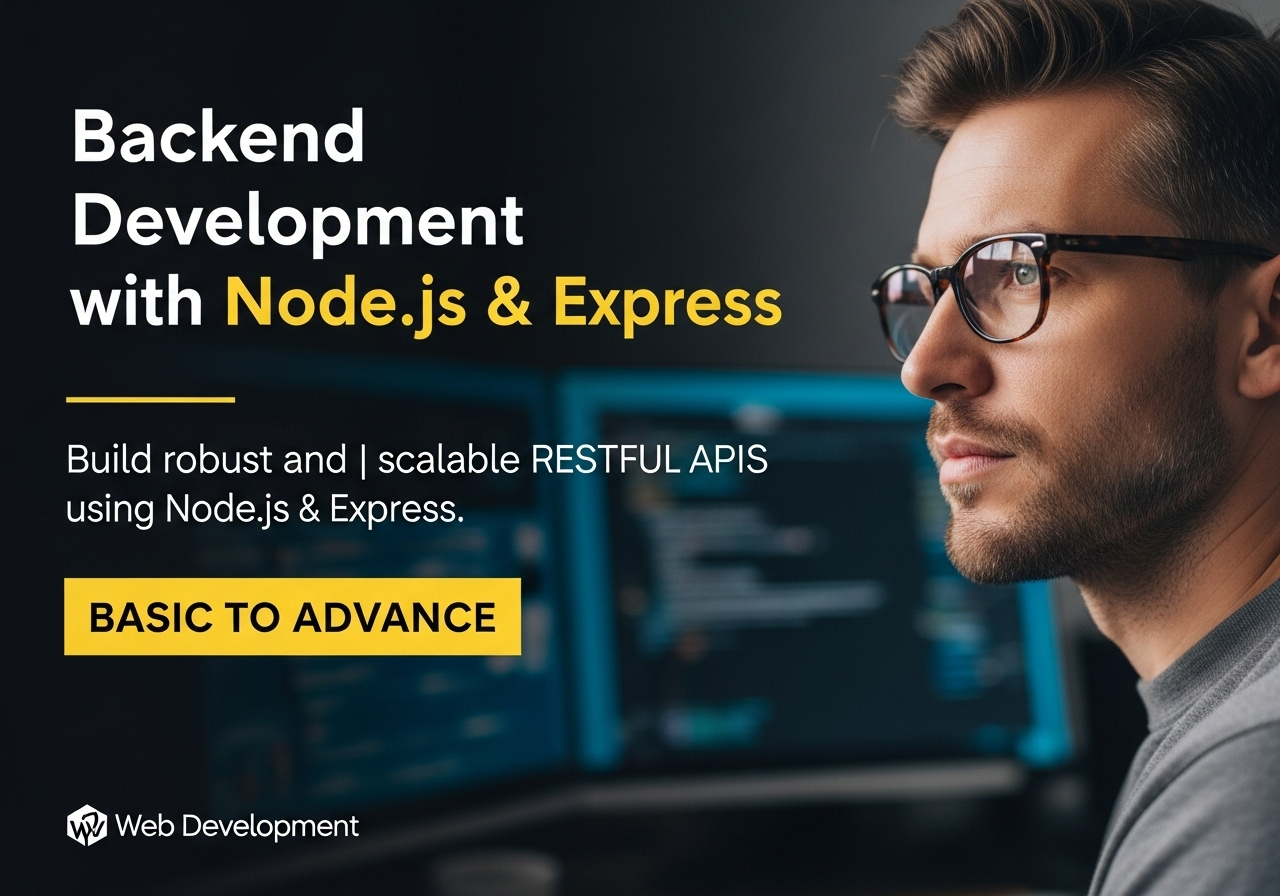 Backend
Development
with Node.js & Express
Build robust and | scalable RESTFUL APIS
using Node.js & Express.
BASIC TO ADVANCE
Web Development